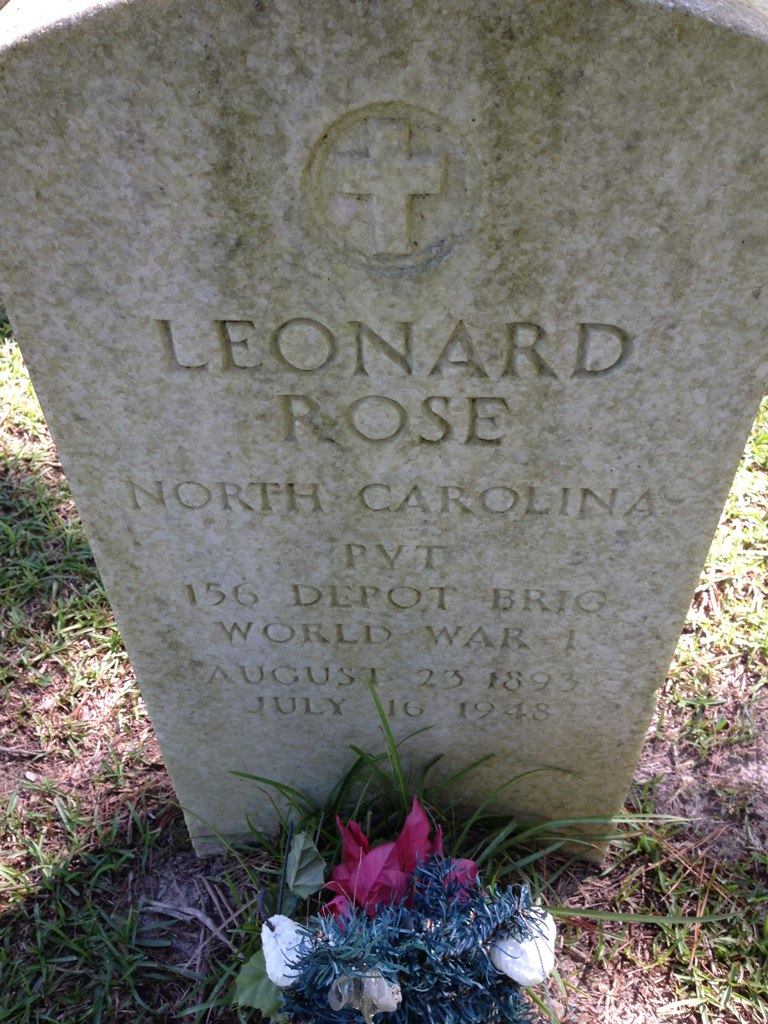 LEONARD
ROSE
NORTH CAROLINA
PVT
156 DEPOT BRIG
WORLD WAR I
AUGUST 23 1893
JULY 16 1948